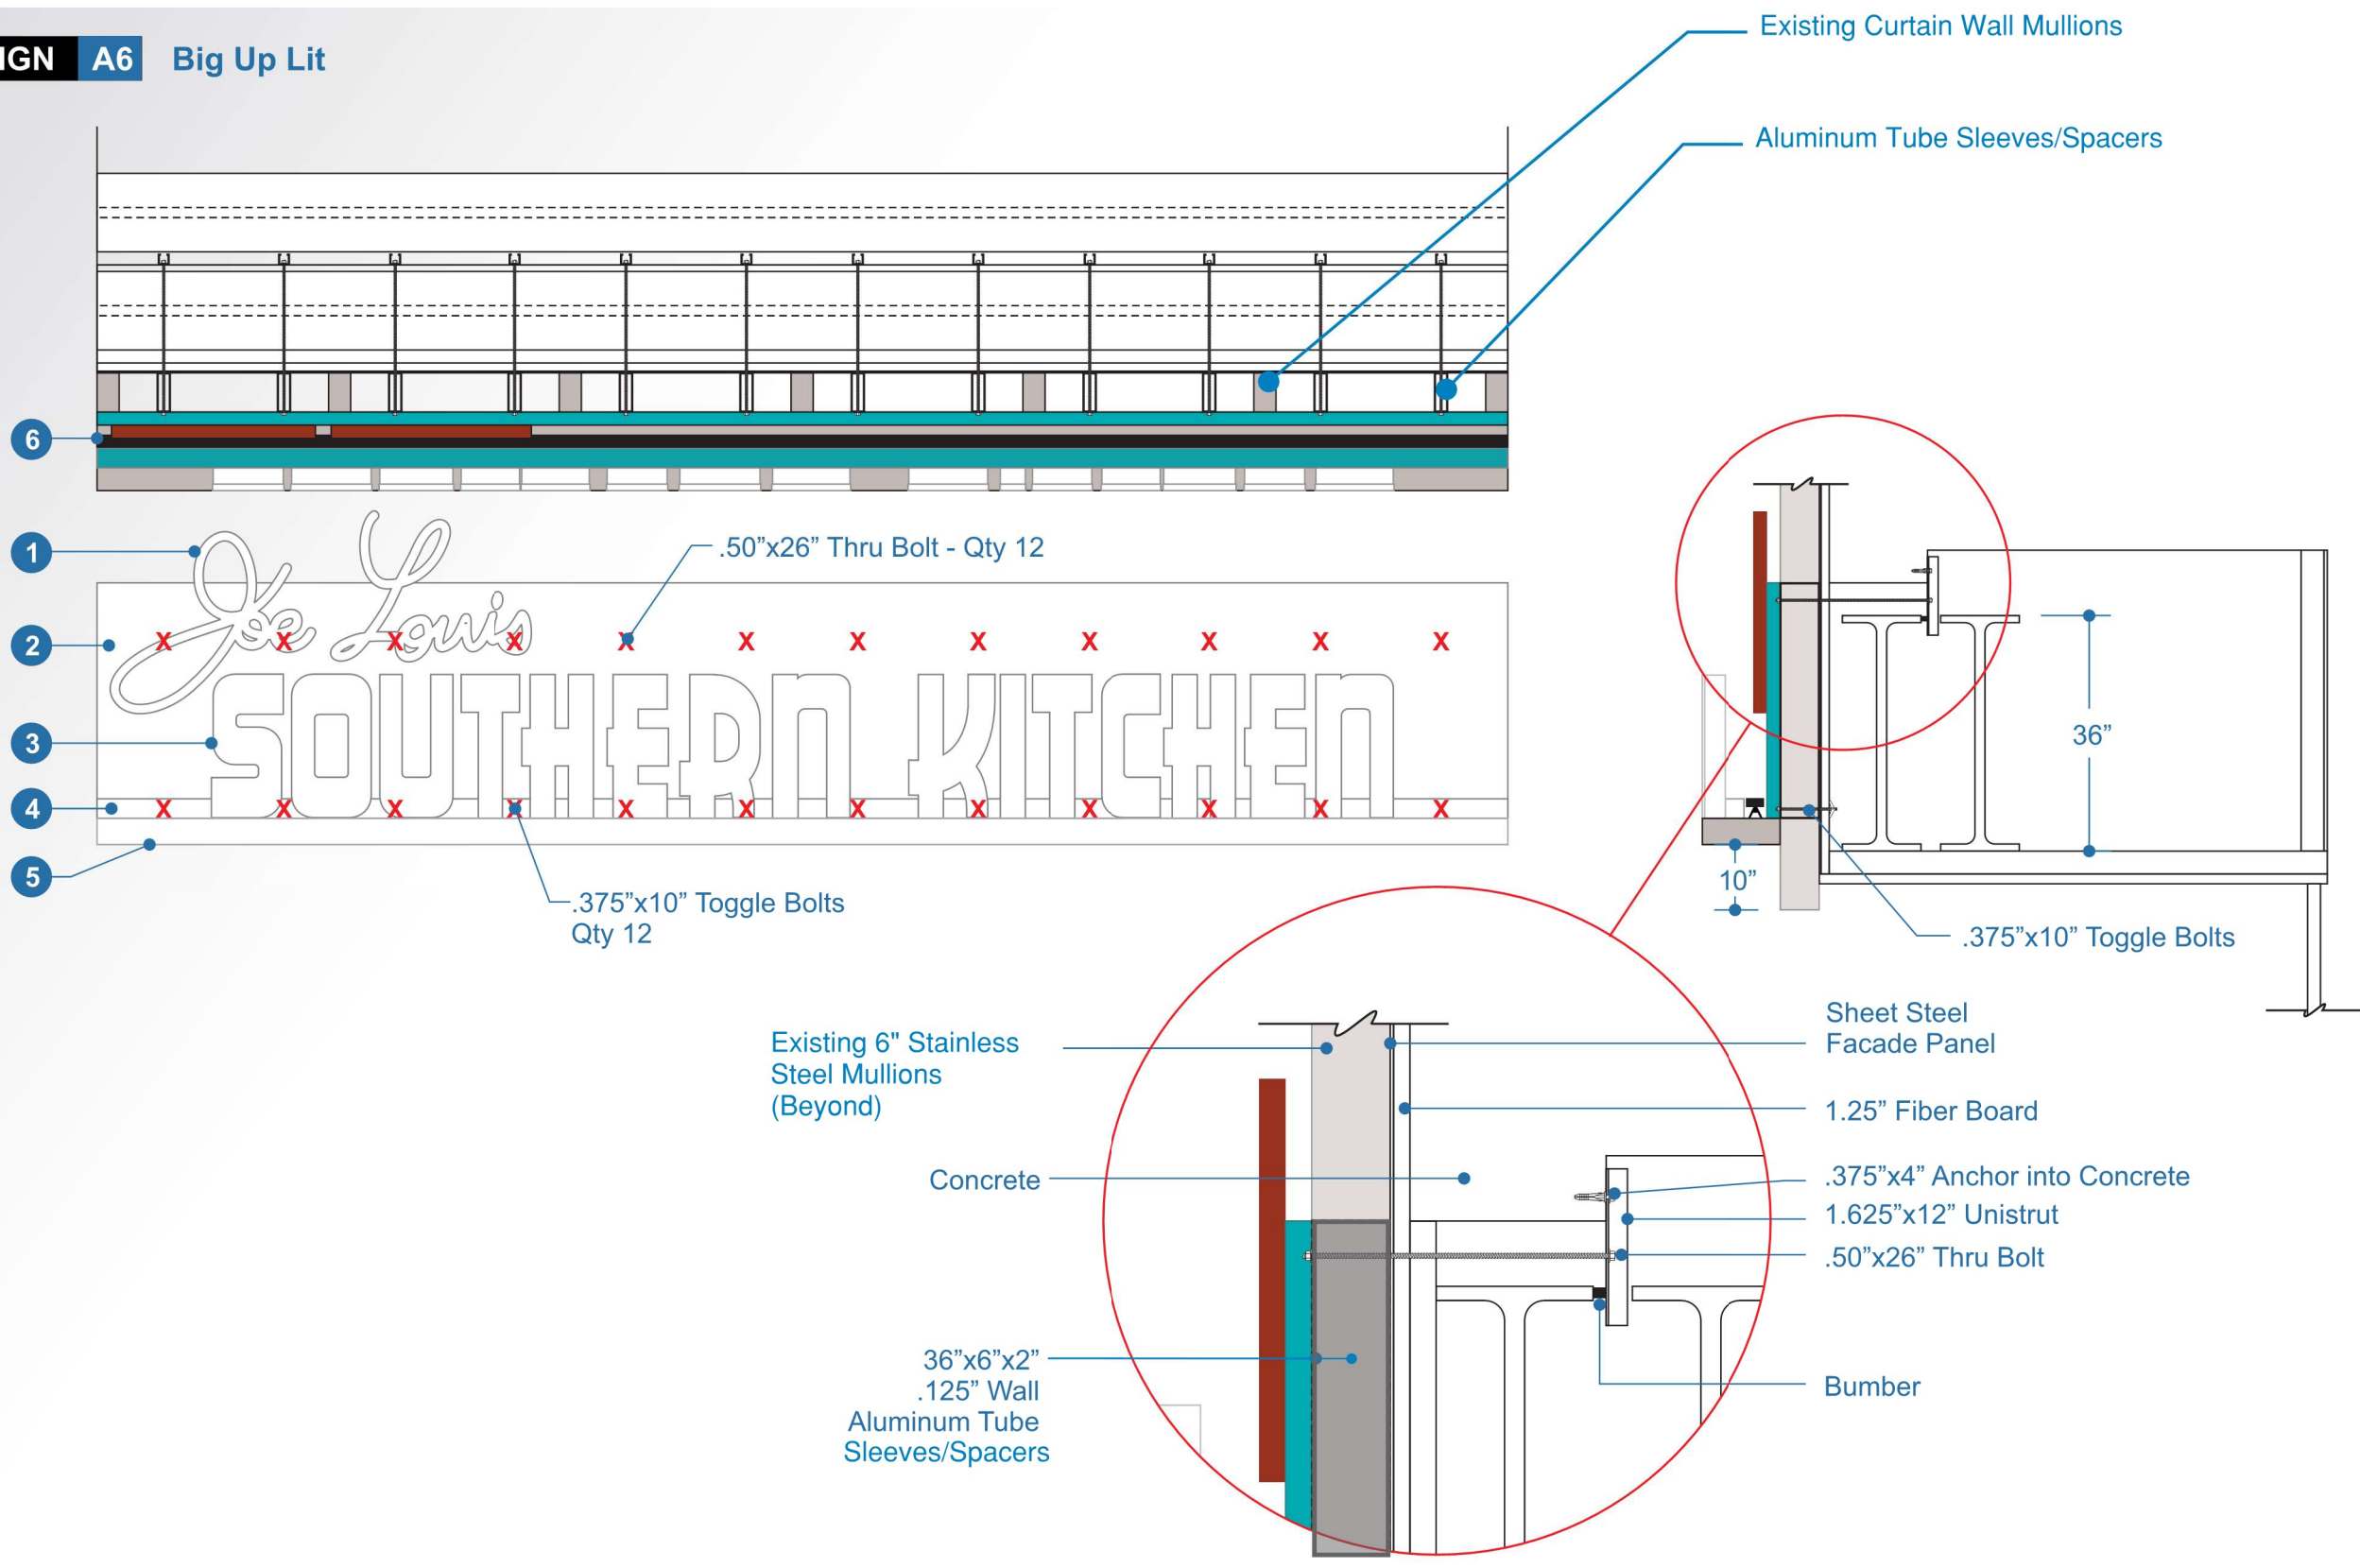 IGN A6 Big Up Lit
Existing Curtain Wall Mullions
Aluminum Tube Sleeves/Spacers
6
1
2
3
4
5
Joe Louis
SOUTHERN KITCHEN
.50”x26” Thru Bolt - Qty 12
X X X X X X X X X X X X
X X X X X X X X X X X X
.375”x10” Toggle Bolts
Qty 12
36”
10”
.375”x10” Toggle Bolts
Existing 6" Stainless
Steel Mullions
(Beyond)
Concrete
36”x6”x2”
.125” Wall
Aluminum Tube
Sleeves/Spacers
Sheet Steel
Facade Panel
1.25” Fiber Board
.375”x4” Anchor into Concrete
1.625”x12” Unistrut
.50”x26” Thru Bolt
Bumber